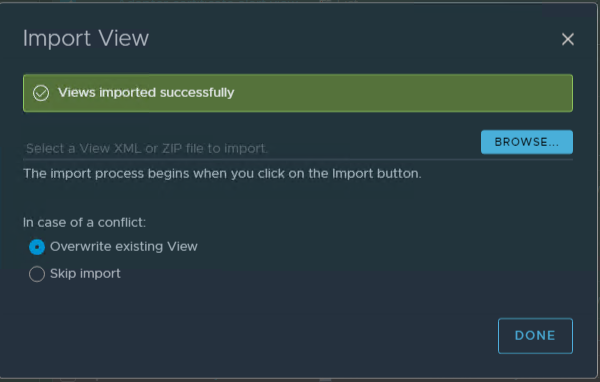 Import View
Views imported successfully
Select a View XML or ZIP file to import.
BROWSE...
The import process begins when you click on the Import button.
In case of a conflict:
Overwrite existing View
Skip import
DONE